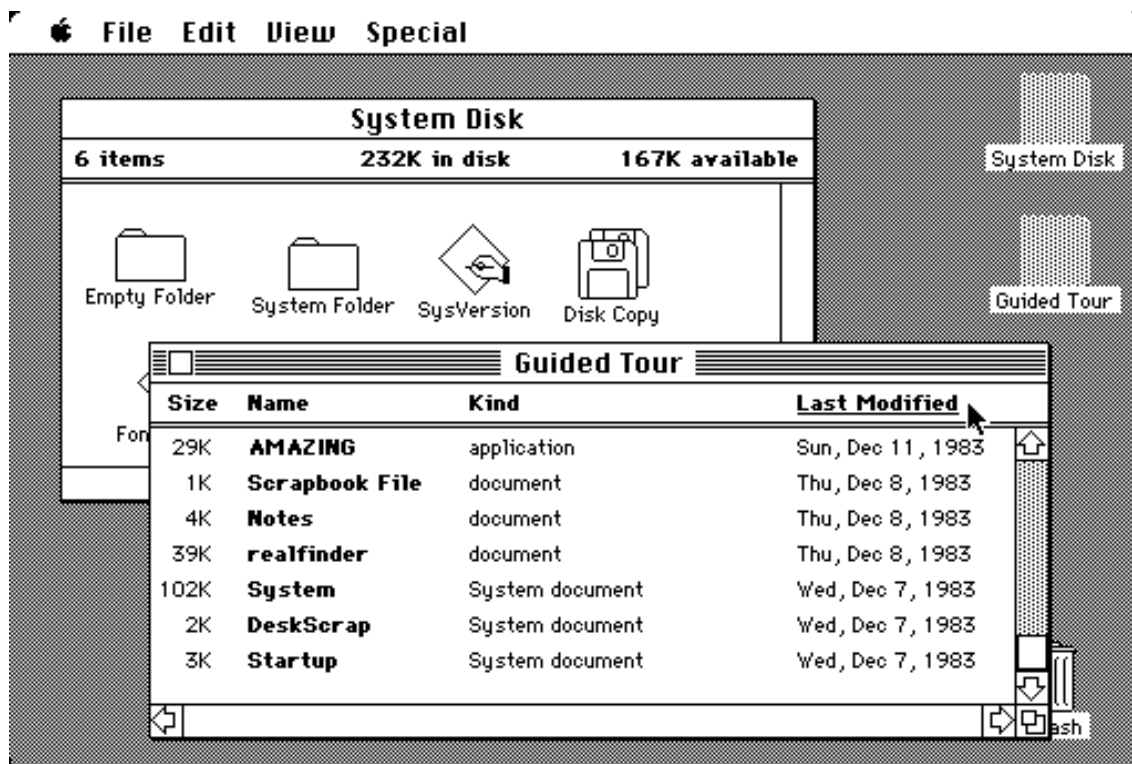 File Edit View Special
System Disk
6 items 232K in disk 167K available
Empty Folder System Folder SysVersion Disk Copy
System Disk
Guided Tour
Fon
Guided Tour
Size Name Kind Last Modified
29K AMAZING application Sun, Dec 11, 1983
1K Scrapbook File document Thu, Dec 8, 1983
4K Notes document Thu, Dec 8, 1983
39K realfinder document Thu, Dec 8, 1983
102K System System document Wed, Dec 7, 1983
2K DeskScrap System document Wed, Dec 7, 1983
3K Startup System document Wed, Dec 7, 1983
ash